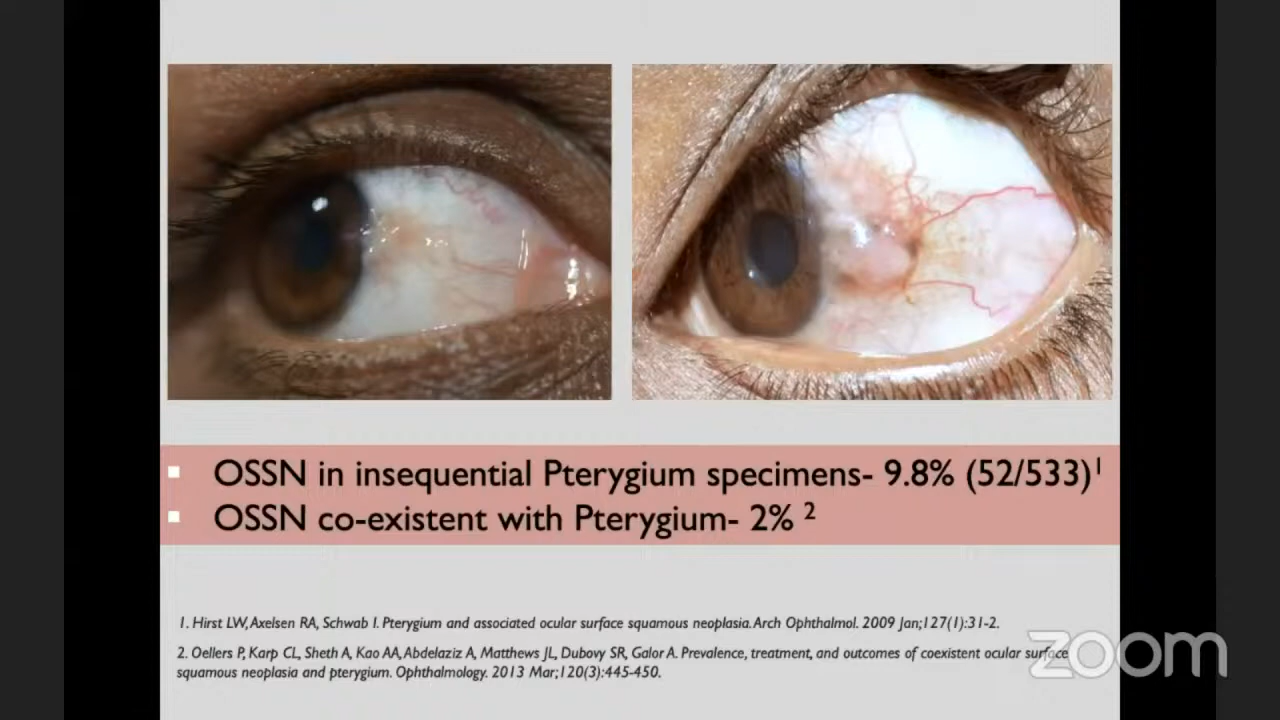 OSSN in insequential Pterygium specimens- 9.8% (52/533)¹
OSSN co-existent with Pterygium- 2% ²
1. Hirst LW, Axelsen RA, Schwab I. Pterygium and associated ocular surface squamous neoplasia. Arch Ophthalmol. 2009 Jan;127(1):31-2.
2. Oellers P, Karp CL, Sheth A, Kao AA, Abdelaziz A, Matthews JL, Dubovy SR, Galor A. Prevalence, treatment, and outcomes of coexistent ocular surface
squamous neoplasia and pterygium. Ophthalmology. 2013 Mar;120(3):445-450.
zoom